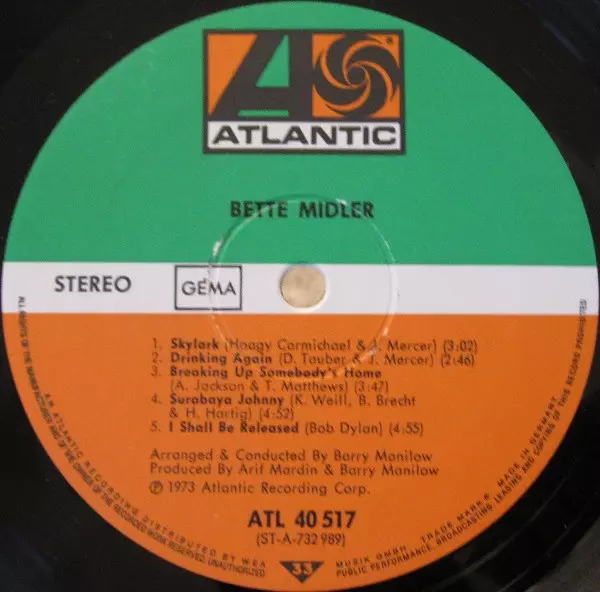 ATLANTIC
BETTE MIDLER
STEREO
GEMA
1. Skylark (Hoagy Carmichael & J. Mercer) (3:02)
2. Drinking Again (D. Tauber & J. Mercer) (2:46)
3. Breaking Up Somebody's Home
(A. Jackson & T. Matthews) (3:47)
4. Surabaya Johnny (K. Weill, B. Brecht
& H. Hartig) (4:52)
5. I Shall Be Released (Bob Dylan) (4:55)
Arranged & Conducted By Barry Manilow
Produced By Arif Mardin & Barry Manilow
Ⓟ 1973 Atlantic Recording Corp.
ATL 40 517
(ST-A-732 989)
33
ALL RIGHTS OF THE MANUFACTURER AND OF THE OWNER OF THE RECORDED WORK RESERVED. UNAUTHORIZED
PUBLIC PERFORMANCE, BROADCASTING, LEASING AND COPYING OF THIS RECORD PROHIBITED
ATLANTIC RECORDING DISTRIBUTED BY WEA
MUSIK GMBH TRADE MARK® MADE IN GERMANY